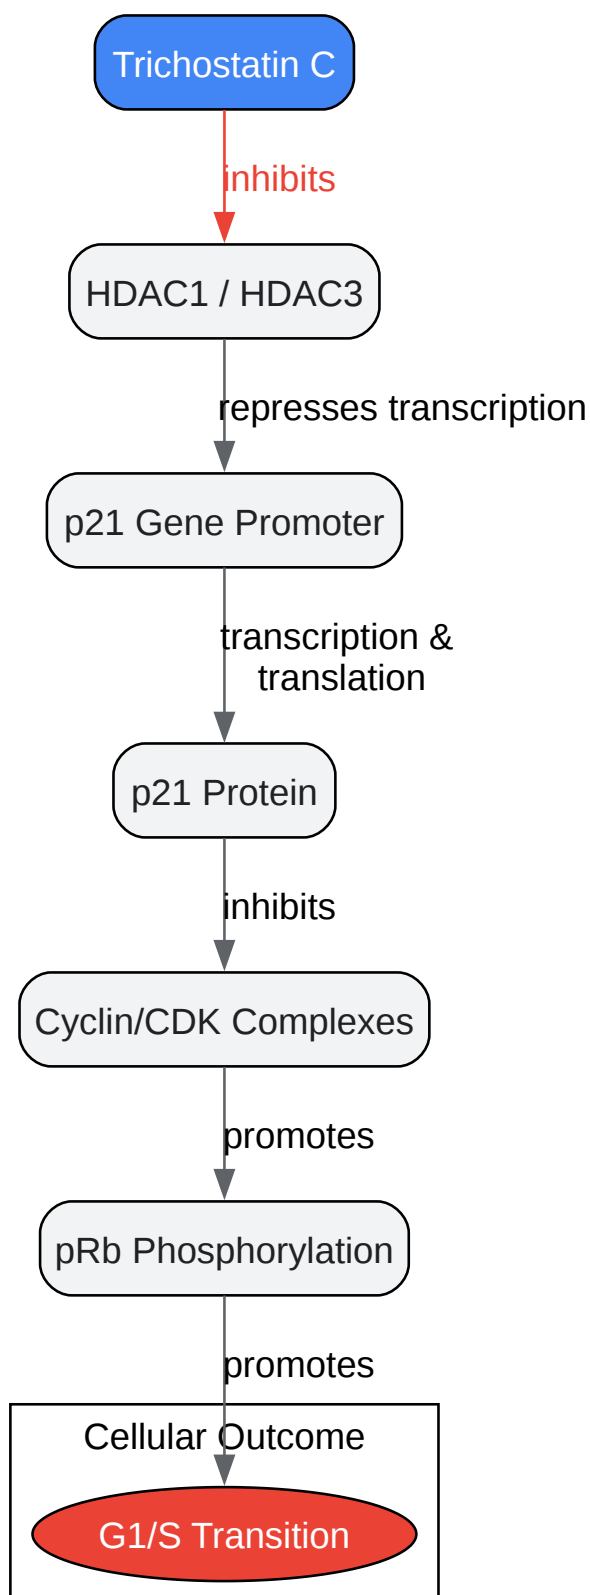 Trichostatin C
inhibits
HDAC1 / HDAC3
represses transcription
p21 Gene Promoter
transcription &
translation
p21 Protein
inhibits
Cyclin/CDK Complexes
promotes
pRb Phosphorylation
promotes
Cellular Outcome
G1/S Transition